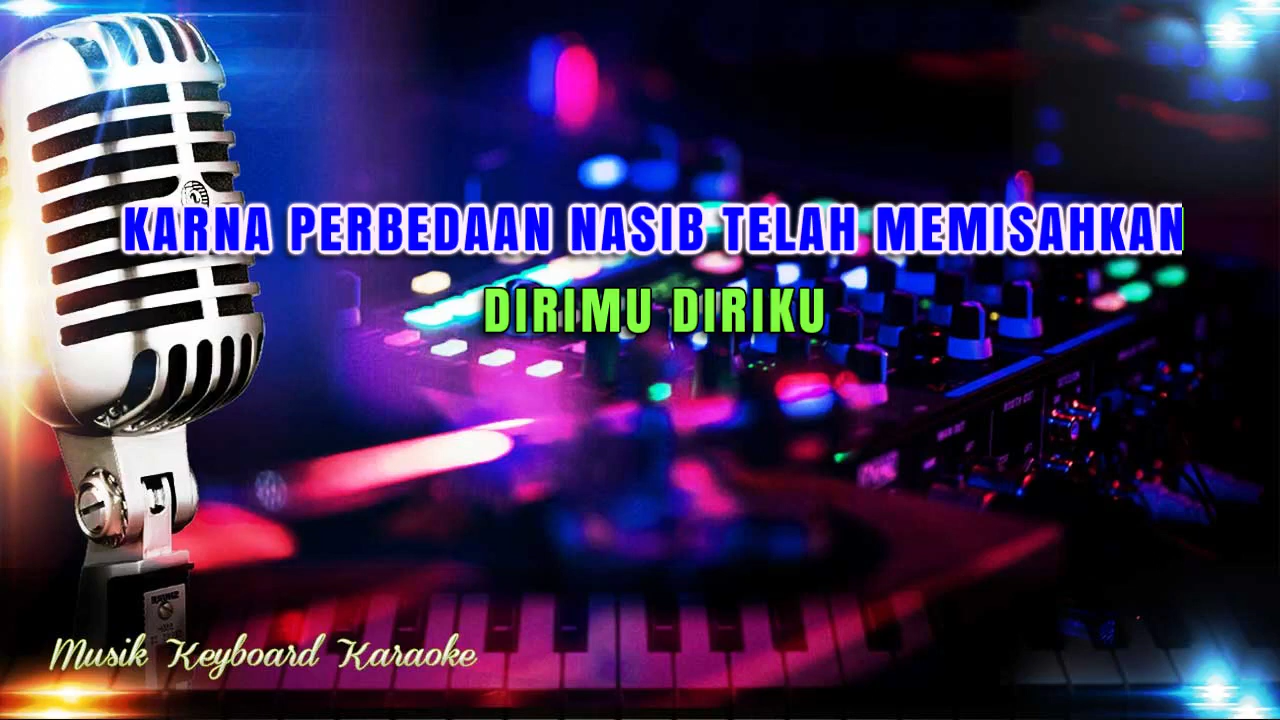 KARNA PERBEDAAN NASIB TELAH MEMISAHKAN
DIRIMU DIRIKU
Musik Keyboard Karaoke